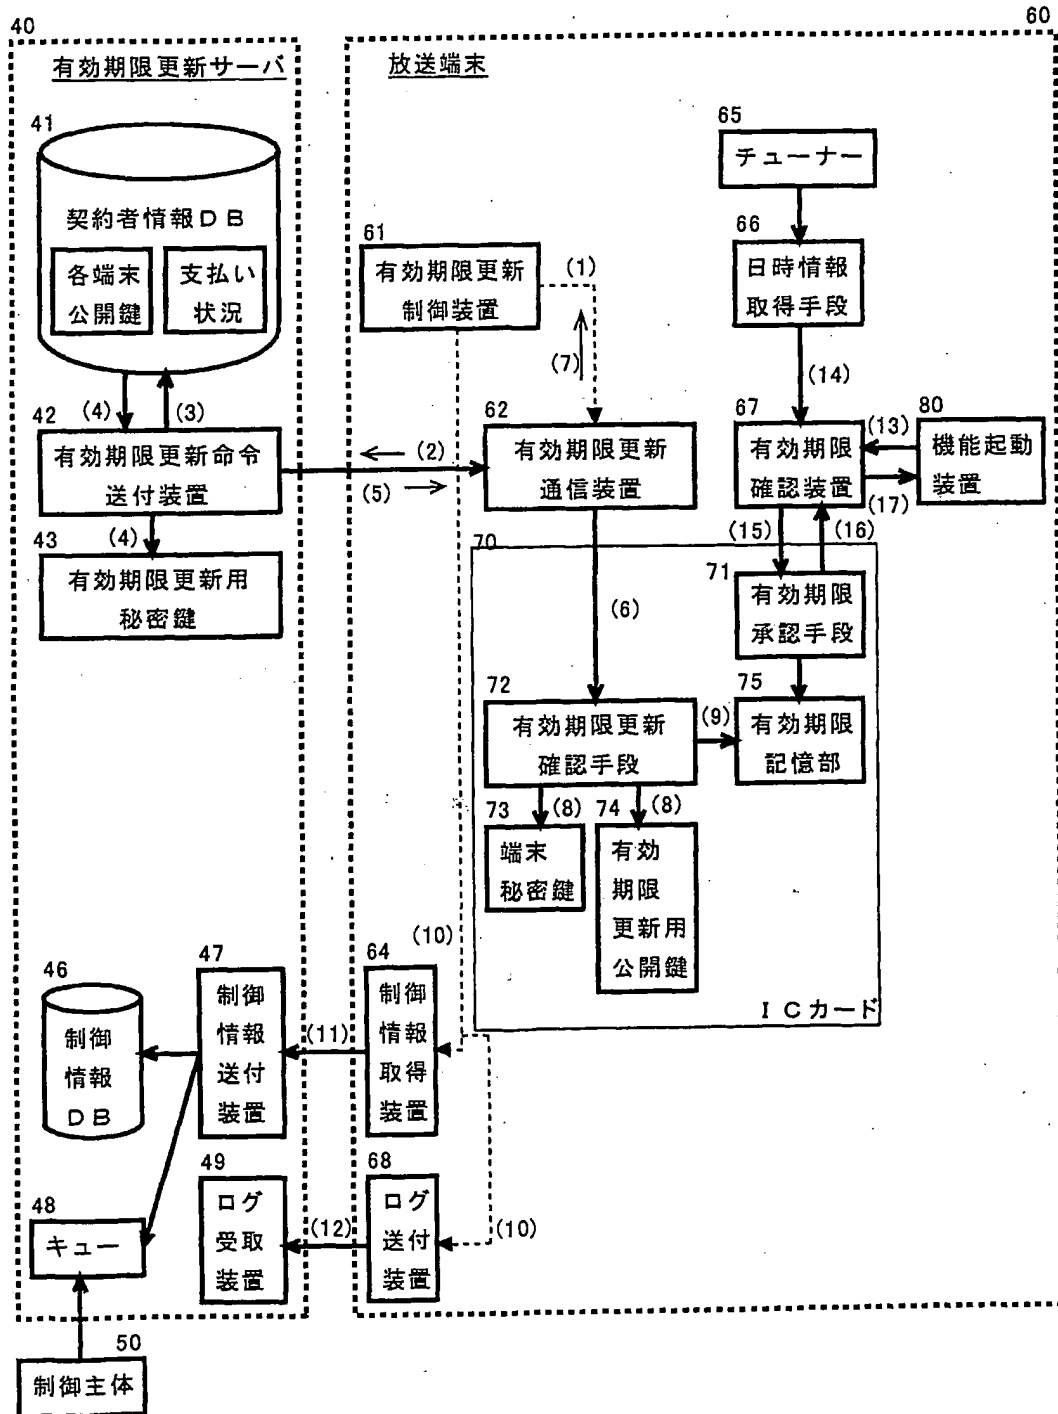 40
有効期限更新サーバ
41
契約者情報DB
各端末
公開鍵
支払い
状況
(4)
(3)
42
有効期限更新命令
送付装置
43
(4)
有効期限更新用
秘密鍵
46
制御
情報
DB
47
制御
情報
送付
装置
48
キュー
49
ログ
受取
装置
50
制御主体
60
放送端末
61
有効期限更新
制御装置
(1)
(7)
62
有効期限更新
通信装置
(2)
(5)
65
チューナー
66
日時情報
取得手段
(14)
67
有効期限
確認装置
(13)
(17)
80
機能起動
装置
(15)
(16)
70
(6)
71
有効期限
承認手段
72
有効期限更新
確認手段
(9)
75
有効期限
記憶部
73
(8)
端末
秘密鍵
74
(8)
有効
期限
更新用
公開鍵
ICカード
(10)
64
制御
情報
取得
装置
(11)
68
ログ
送付
装置
(12)
(10)